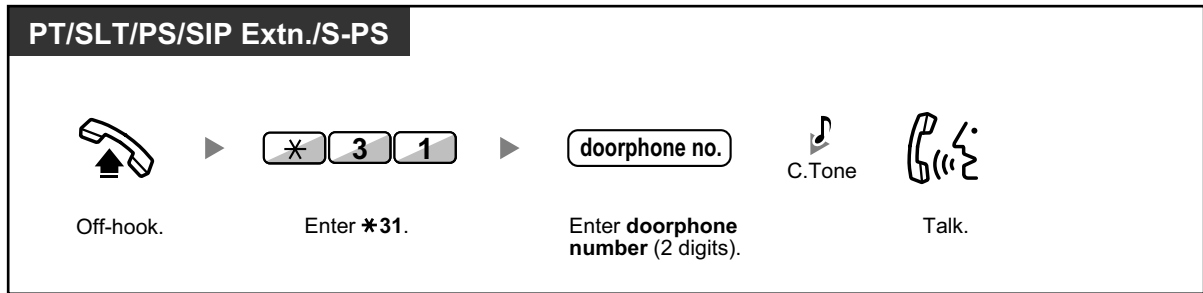 PT/SLT/PS/SIP Extn./S-PS
✳ 3 1
doorphone no.
C.Tone
Off-hook.
Enter ✳31.
Enter doorphone
number (2 digits).
Talk.